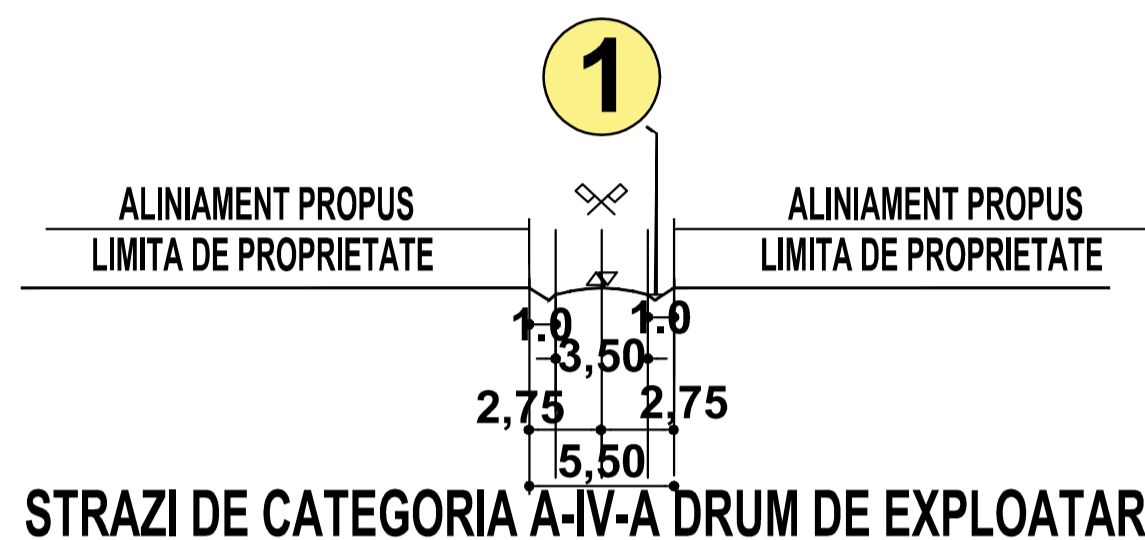 1
ALINIAMENT PROPUS
ALINIAMENT PROPUS
LIMITA DE PROPRIETATE
LIMITA DE PROPRIETATE
1.0
1.0
3,50
2,75
2,75
5,50
STRAZI DE CATEGORIA A-IV-A DRUM DE EXPLOATAR